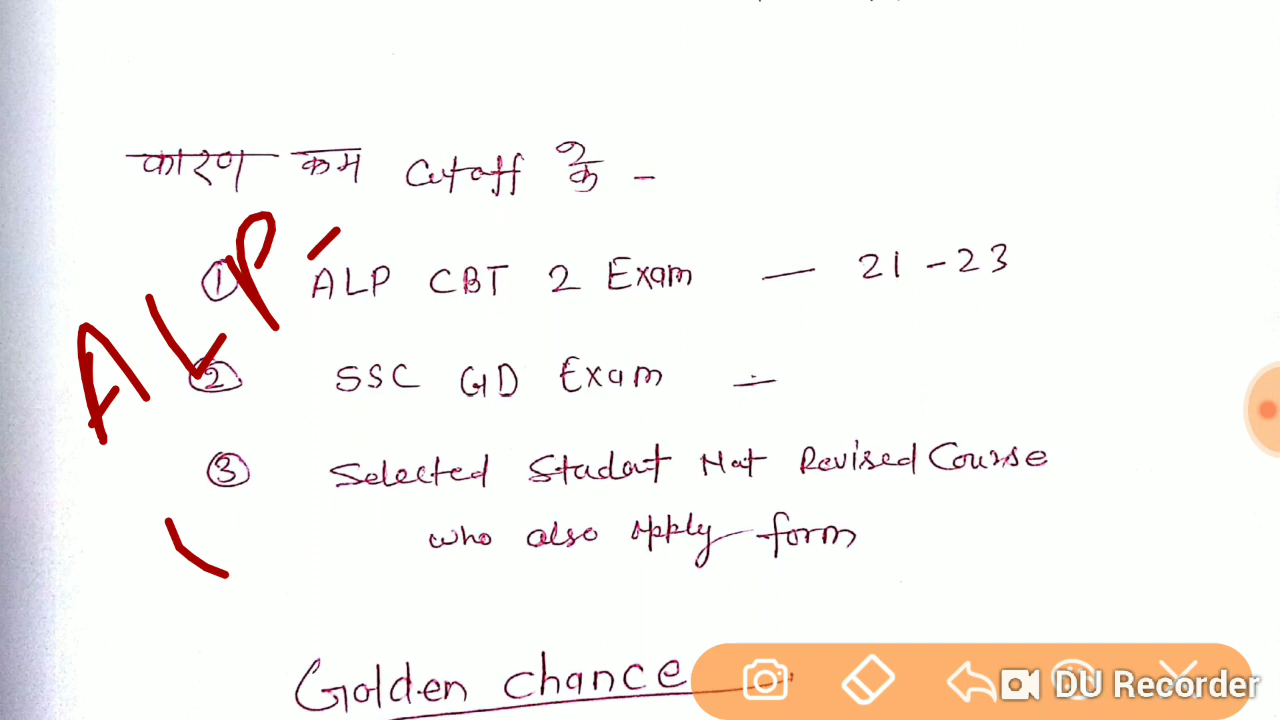 कारण कम Cutoff के -
ALP
① ALP CBT 2 Exam — 21 - 23
② SSC GD Exam —
③ Selected Student Not Revised Course
who also apply form
Golden chance
DU Recorder